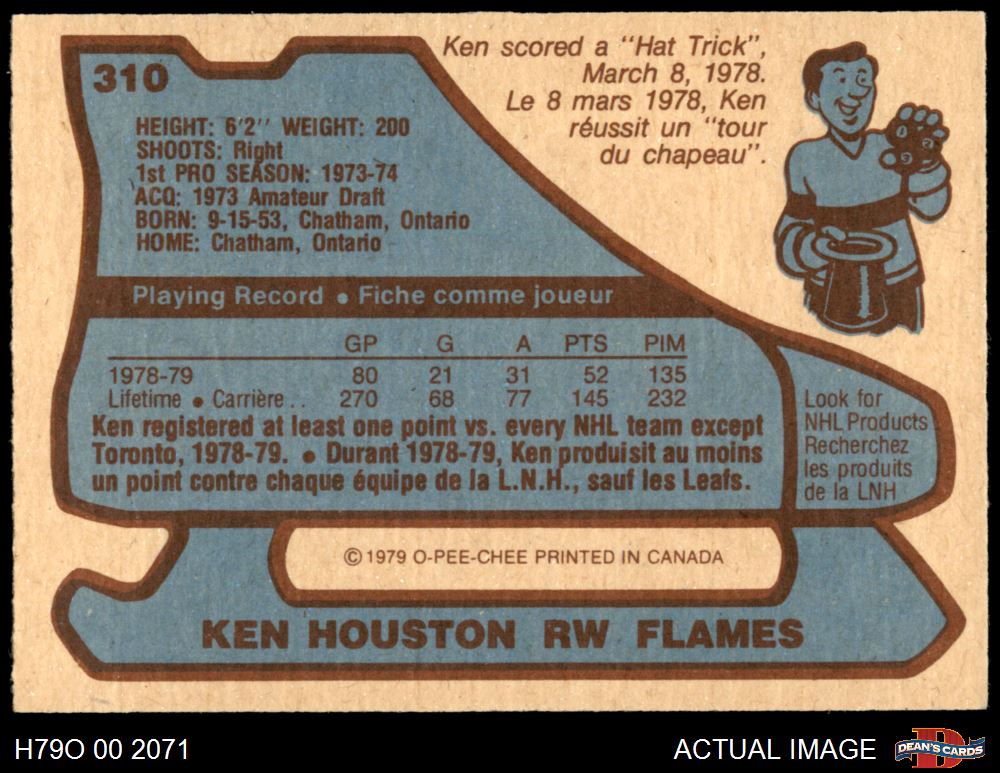 310
Ken scored a "Hat Trick",
March 8, 1978.
Le 8 mars 1978, Ken
réussit un "tour
du chapeau".
HEIGHT: 6'2" WEIGHT: 200
SHOOTS: Right
1st PRO SEASON: 1973-74
ACQ: 1973 Amateur Draft
BORN: 9-15-53, Chatham, Ontario
HOME: Chatham, Ontario
Playing Record • Fiche comme joueur
GP G A PTS PIM
1978-79 80 21 31 52 135
Lifetime • Carrière.. 270 68 77 145 232
Ken registered at least one point vs. every NHL team except
Toronto, 1978-79. • Durant 1978-79, Ken produisit au moins
un point contre chaque équipe de la L.N.H., sauf les Leafs.
Look for
NHL Products
Recherchez
les produits
de la LNH
© 1979 O-PEE-CHEE PRINTED IN CANADA
KEN HOUSTON RW FLAMES
H79O 00 2071
ACTUAL IMAGE
D
DEAN'S CARDS